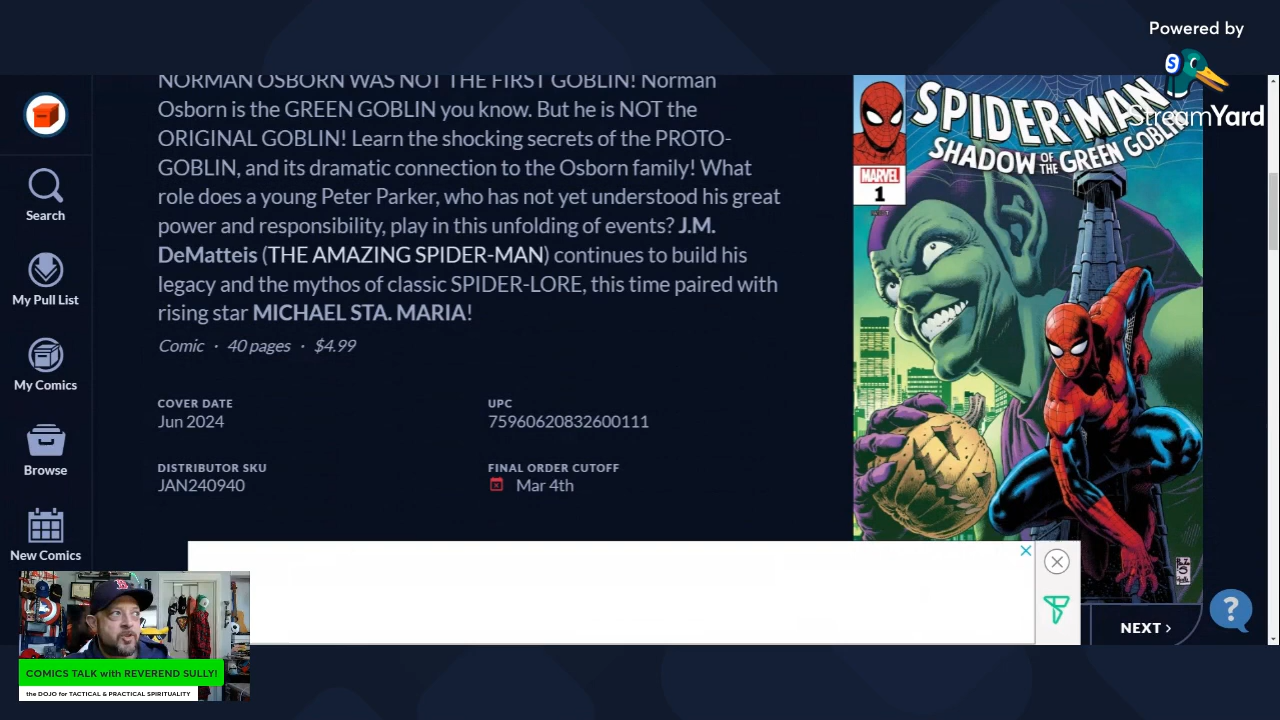 Powered by
StreamYard
NORMAN OSBORN WAS NOT THE FIRST GOBLIN! Norman
Osborn is the GREEN GOBLIN you know. But he is NOT the
ORIGINAL GOBLIN! Learn the shocking secrets of the PROTO-
GOBLIN, and its dramatic connection to the Osborn family! What
role does a young Peter Parker, who has not yet understood his great
power and responsibility, play in this unfolding of events? J.M.
DeMatteis (THE AMAZING SPIDER-MAN) continues to build his
legacy and the mythos of classic SPIDER-LORE, this time paired with
rising star MICHAEL STA. MARIA!
Comic · 40 pages · $4.99
COVER DATE
Jun 2024
UPC
75960620832600111
DISTRIBUTOR SKU
JAN240940
FINAL ORDER CUTOFF
Mar 4th
Search
My Pull List
My Comics
Browse
New Comics
SPIDER-MAN
SHADOW OF THE GREEN GOBLIN
MARVEL
1
NEXT ›
?
COMICS TALK with REVEREND SULLY!
the DOJO for TACTICAL & PRACTICAL SPIRITUALITY